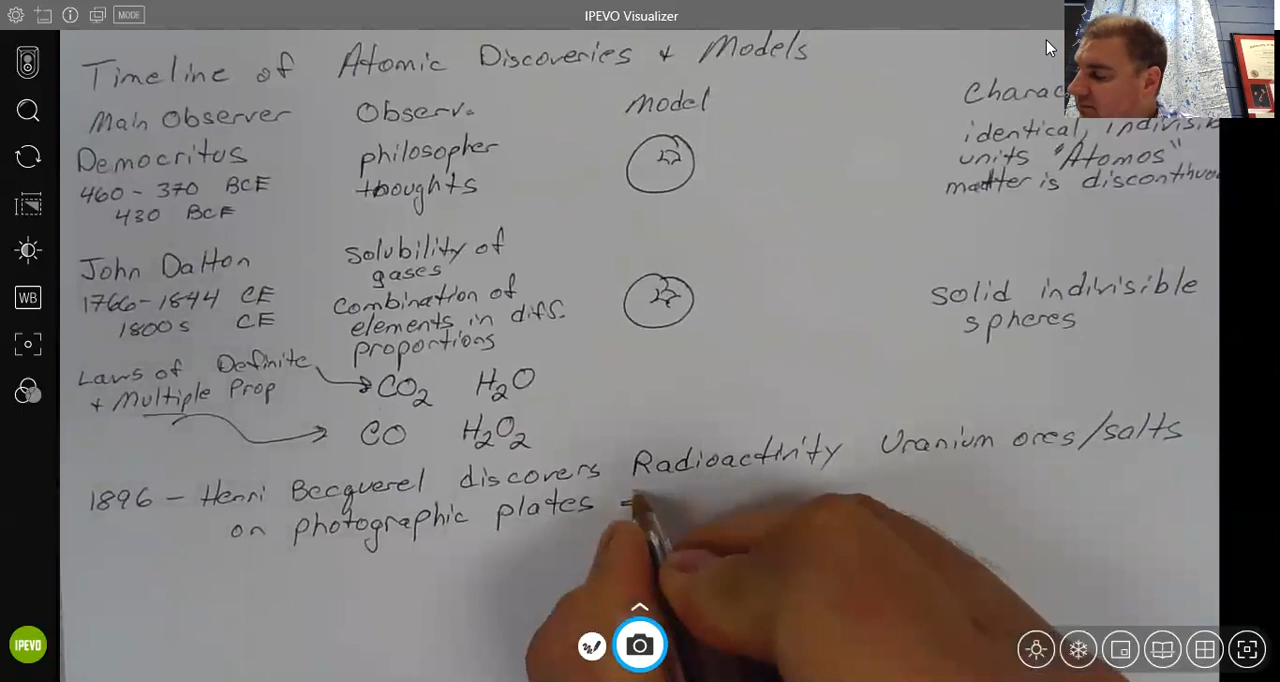 MODE
IPEVO Visualizer
Timeline of Atomic Discoveries + Models
Main Observer
Observ.
Model
Charac
Democritus
460 - 370 BCE
430 BCE
philosopher
thoughts
identical, indivisib
units "Atomos"
matter is discontinuo
John Dalton
1766-1844 CE
1800s CE
Solubility of
gases
Combination of
elements in diff.
proportions
solid indivisible
spheres
Laws of Definite
+ Multiple Prop
CO2 H2O
CO H2O2
1896 - Henri Becquerel discovers Radioactivity Uranium ores/salts
on photographic plates -
WB
IPEVO